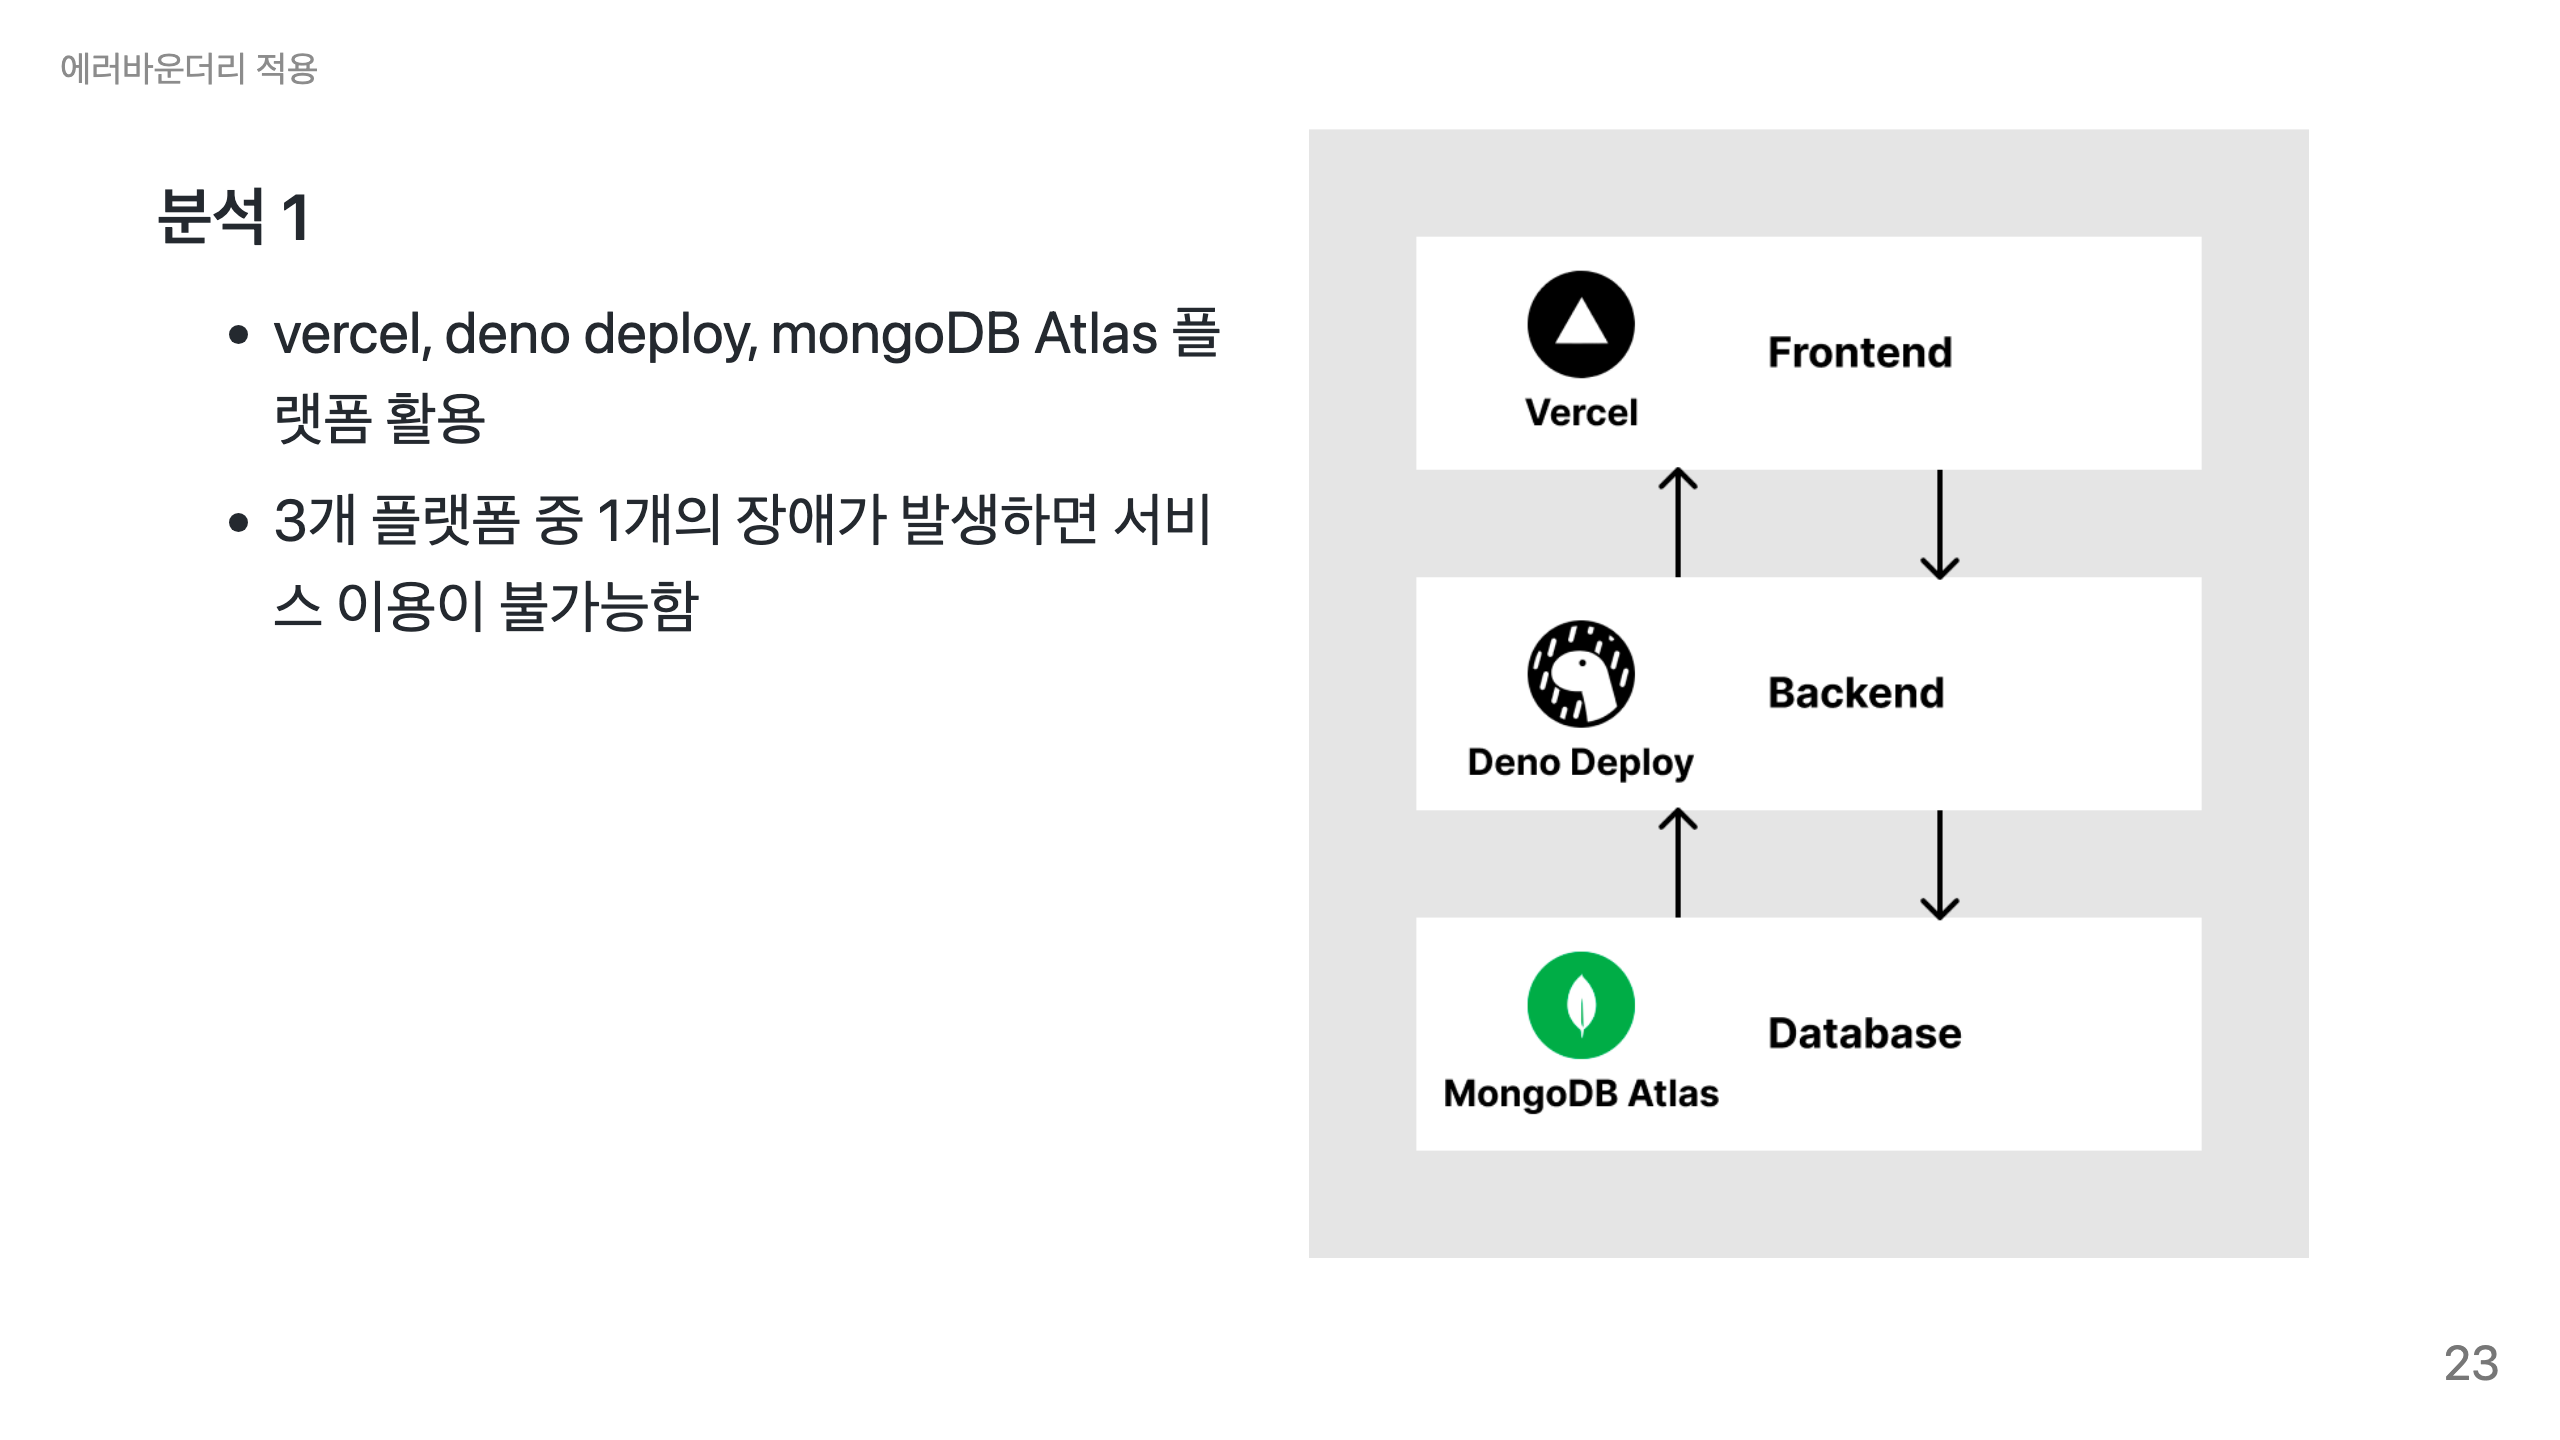 에러바운더리 적용
분석 1
• vercel, deno deploy, mongoDB Atlas 플
랫폼 활용
• 3개 플랫폼 중 1개의 장애가 발생하면 서비
스 이용이 불가능함
Vercel
Frontend
Deno Deploy
Backend
MongoDB Atlas
Database
23